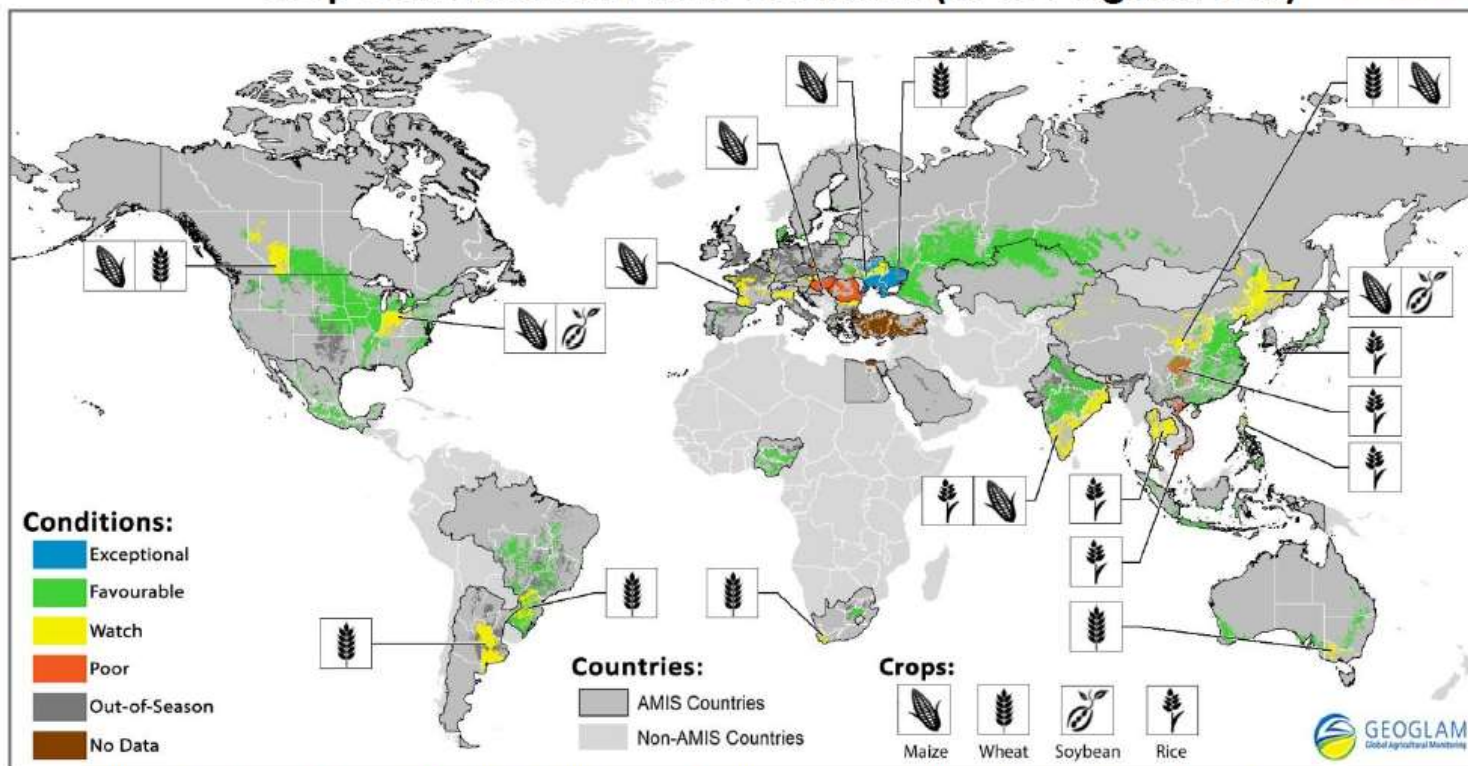 Conditions:
Exceptional
Favourable
Watch
Poor
Out-of-Season
No Data
Countries:
AMIS Countries
Non-AMIS Countries
Crops:
Maize
Wheat
Soybean
Rice
GEOGLAM
Global Agricultural Monitoring